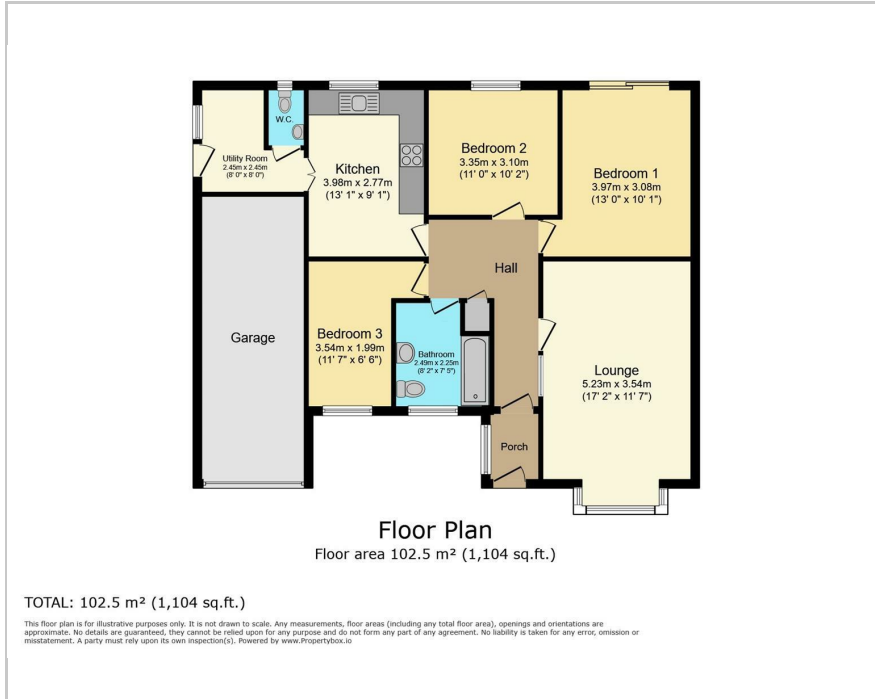 W.C.
Utility Room
2.45m x 2.45m
(8' 0" x 8' 0")
Kitchen
3.98m x 2.77m
(13' 1" x 9' 1")
Bedroom 2
3.35m x 3.10m
(11' 0" x 10' 2")
Bedroom 1
3.97m x 3.08m
(13' 0" x 10' 1")
Hall
Garage
Bedroom 3
3.54m x 1.99m
(11' 7" x 6' 6")
Bathroom
2.49m x 2.25m
(8' 2" x 7' 5")
Lounge
5.23m x 3.54m
(17' 2" x 11' 7")
Porch
Floor Plan
Floor area 102.5 m² (1,104 sq.ft.)
TOTAL: 102.5 m² (1,104 sq.ft.)
This floor plan is for illustrative purposes only. It is not drawn to scale. Any measurements, floor areas (including any total floor area), openings and orientations are
approximate. No details are guaranteed, they cannot be relied upon for any purpose and do not form any part of any agreement. No liability is taken for any error, omission or
misstatement. A party must rely upon its own inspection(s). Powered by www.Propertybox.io